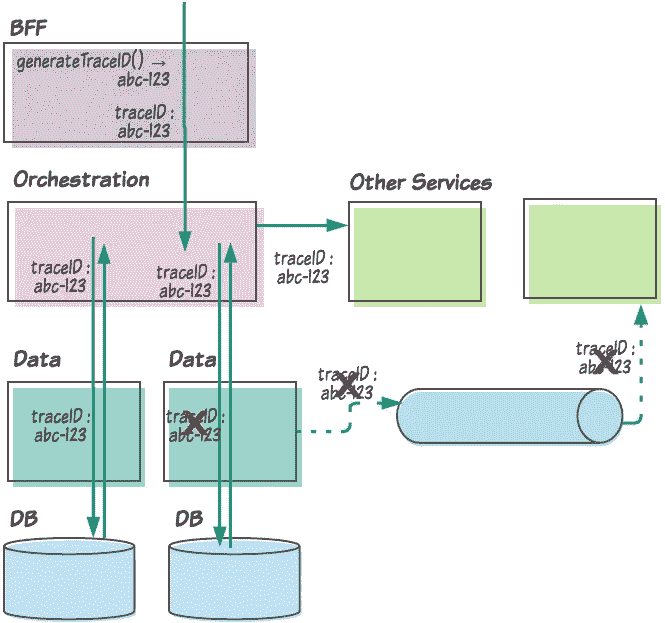 BFF
generateTraceID() →
abc-123
traceID :
abc-123
Orchestration
Other Services
traceID :
abc-123
traceID :
abc-123
traceID :
abc-123
Data
Data
traceID :
abc-123
traceID :
abc-123
traceID :
abc-123
traceID :
abc-123
DB
DB